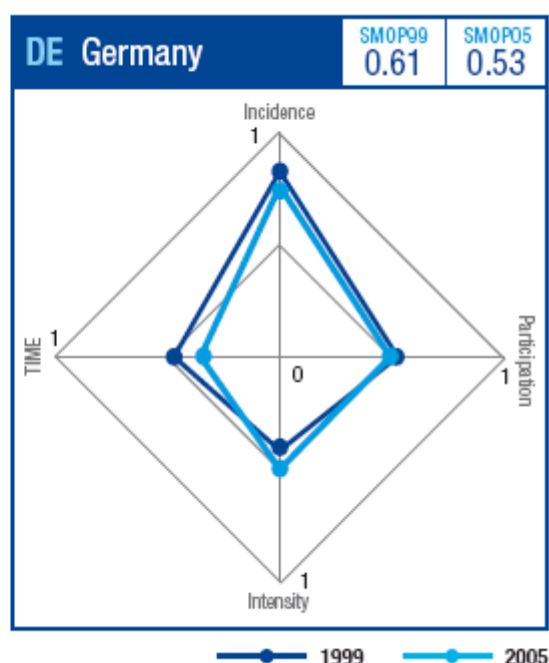 DE Germany
SMOP99
0.61
SMOP05
0.53
Incidence
1
TIME
1
0
1
Participation
1
Intensity
1999
2005